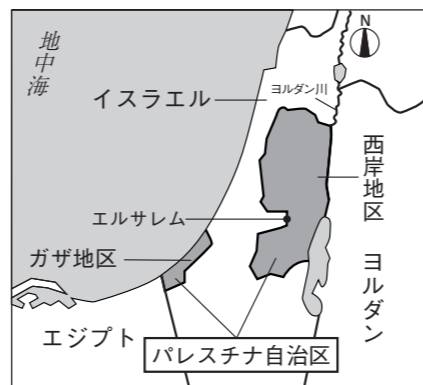 N
地中海
イスラエル
ヨルダン川
西岸地区
エルサレム
ガザ地区
ヨルダン
エジプト
パレスチナ自治区